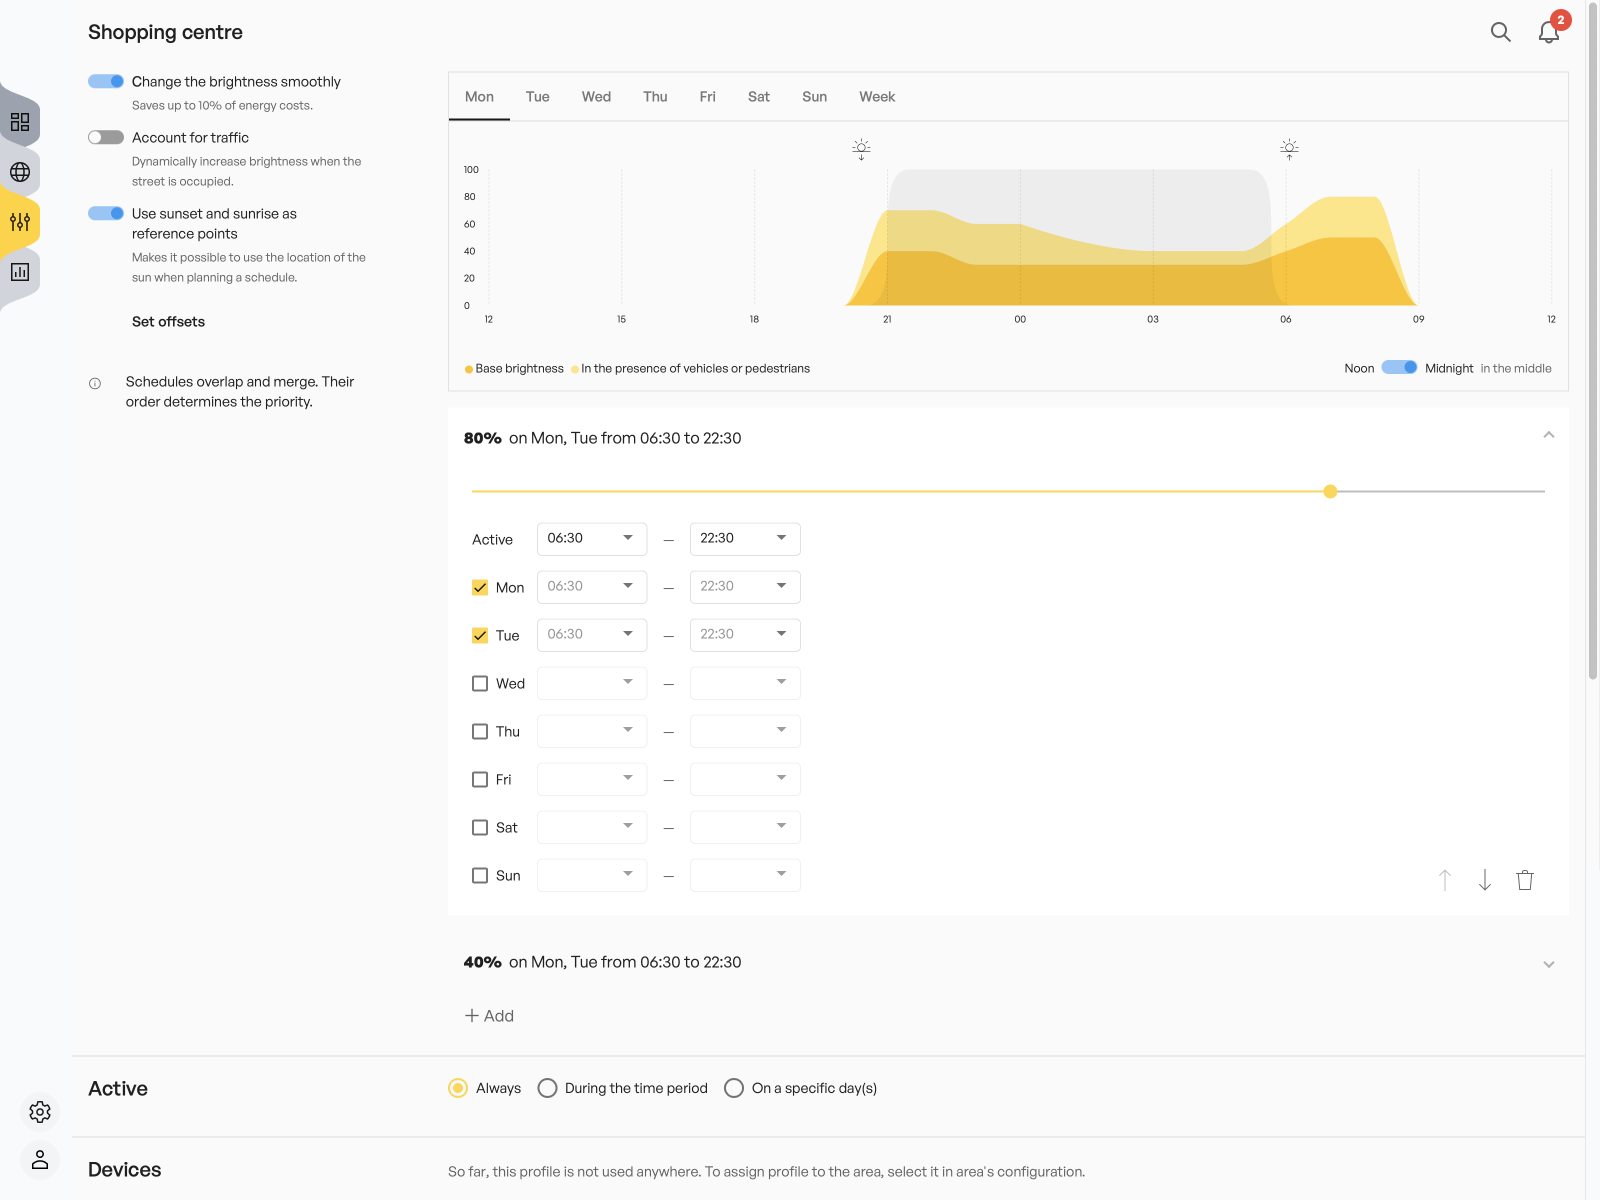 Shopping centre
2
Change the brightness smoothly
Saves up to 10% of energy costs.
Account for traffic
Dynamically increase brightness when the
street is occupied.
Use sunset and sunrise as
reference points
Makes it possible to use the location of the
sun when planning a schedule.
Set offsets
Schedules overlap and merge. Their
order determines the priority.
Mon Tue Wed Thu Fri Sat Sun Week
100
80
60
40
20
0
12 15 18 21 00 03 06 09 12
Base brightness In the presence of vehicles or pedestrians
Noon Midnight in the middle
80% on Mon, Tue from 06:30 to 22:30
Active 06:30 – 22:30
Mon 06:30 – 22:30
Tue 06:30 – 22:30
Wed –
Thu –
Fri –
Sat –
Sun –
40% on Mon, Tue from 06:30 to 22:30
Add
Active
Always During the time period On a specific day(s)
Devices
So far, this profile is not used anywhere. To assign profile to the area, select it in area's configuration.